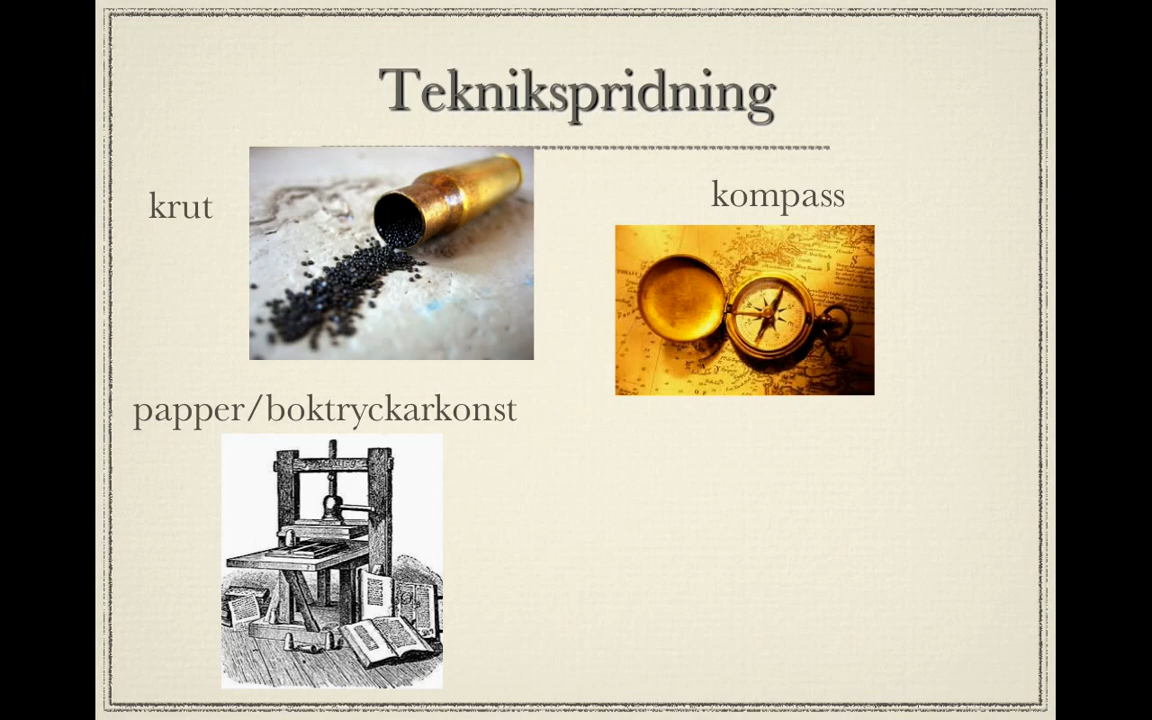 Teknikspridning
krut
kompass
papper/boktryckarkonst